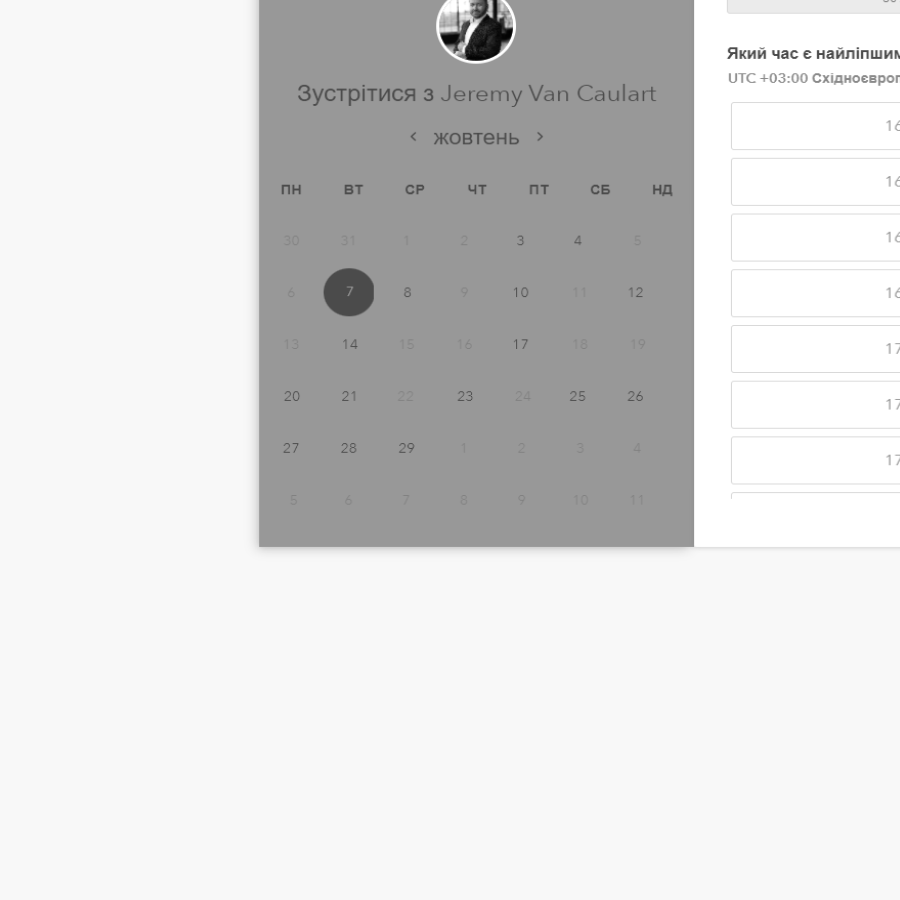 Зустрітися з Jeremy Van Caulart
жовтень
ПН ВТ СР ЧТ ПТ СБ НД
30 31 1 2 3 4 5
6 7 8 9 10 11 12
13 14 15 16 17 18 19
20 21 22 23 24 25 26
27 28 29 1 2 3 4
5 6 7 8 9 10 11
Який час є найліпшим
UTC +03:00 Східноєвроп
16
16
16
16
17
17
17